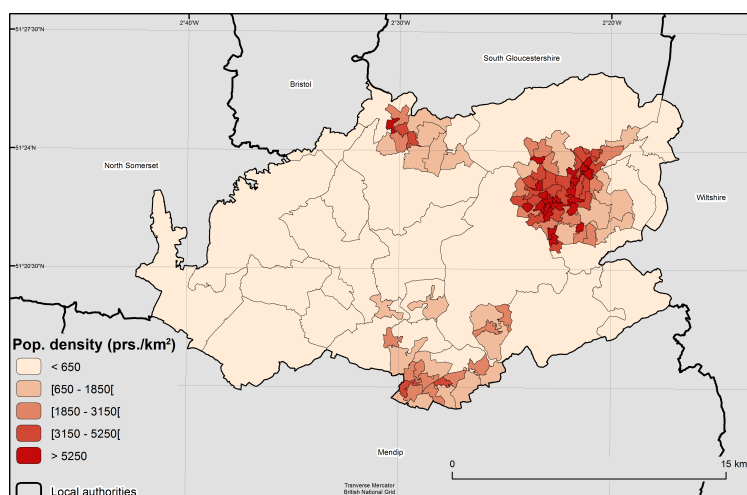 2°40'W
2°30'W
2°20'W
51°27'30"N
South Gloucestershire
Bristol
51°24'N
North Somerset
Wiltshire
51°20'30"N
Pop. density (prs./km²)
< 650
[650 - 1850[
[1850 - 3150[
[3150 - 5250[
> 5250
Mendip
0
15 km
Local authorities
Tranverse Mercator
British National Grid